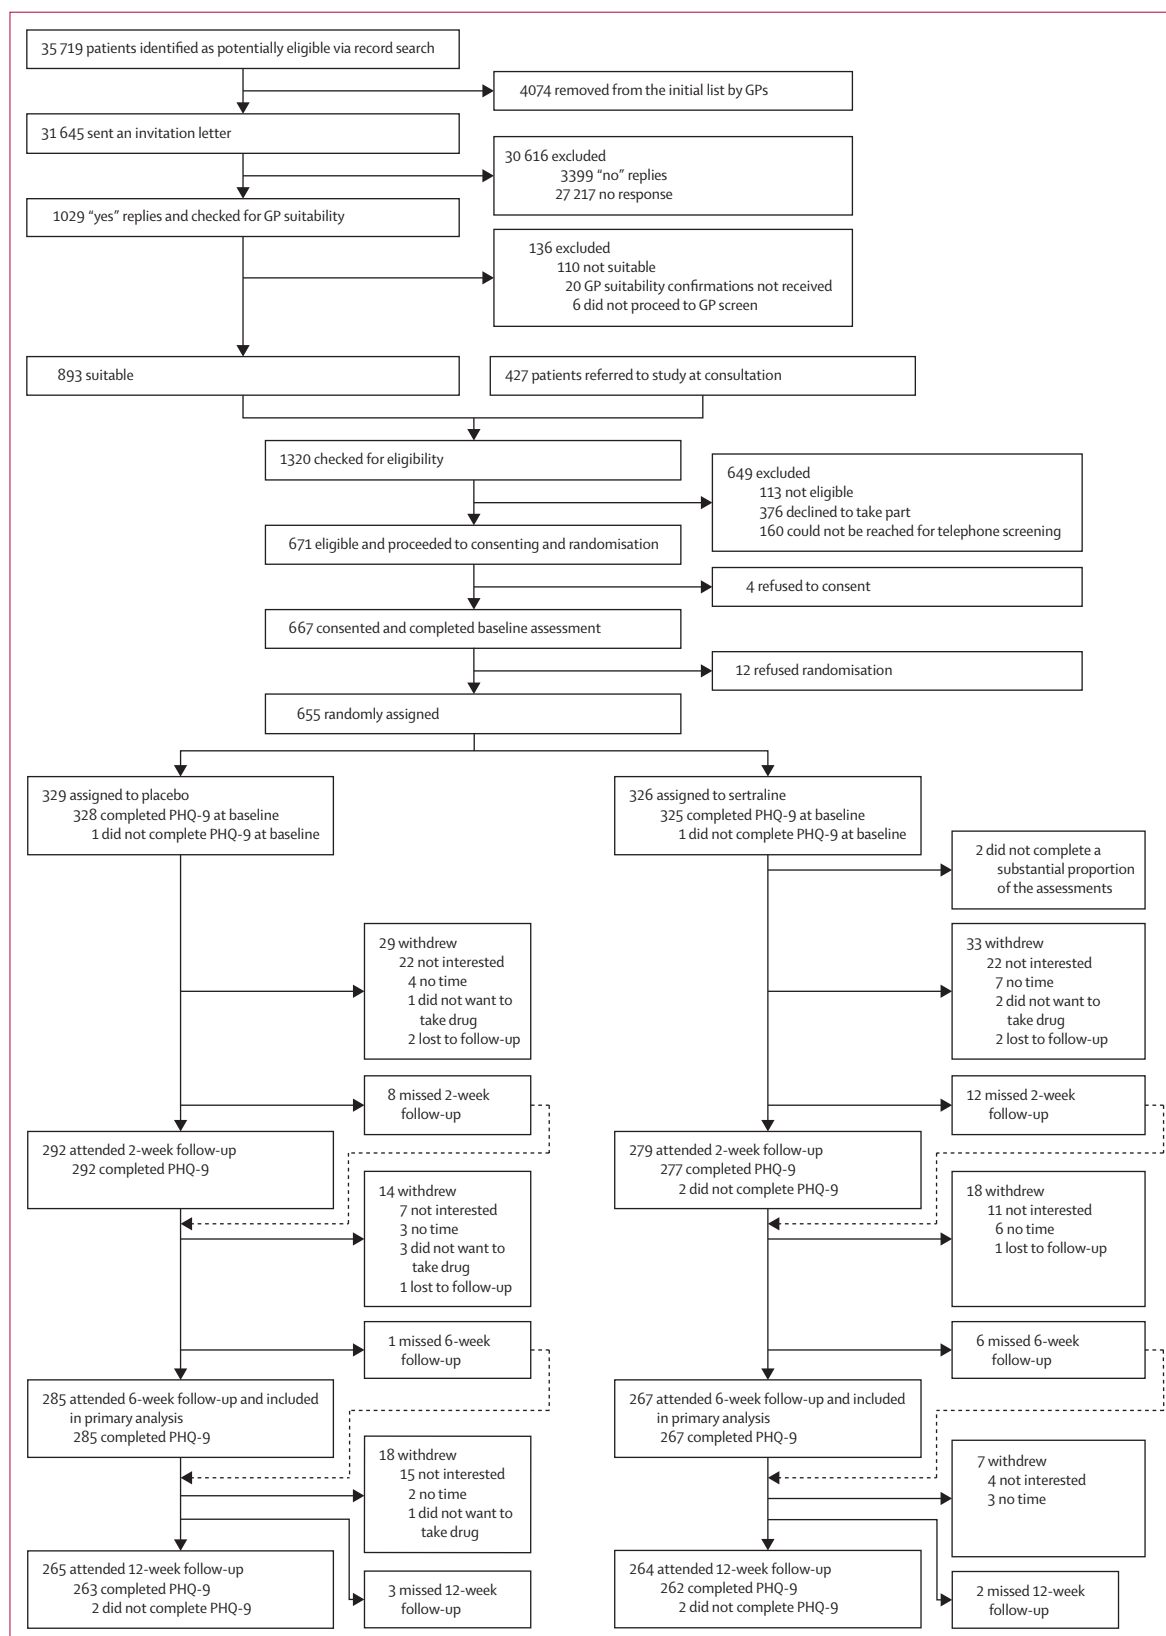 35 719 patients identified as potentially eligible via record search
4074 removed from the initial list by GPs
31 645 sent an invitation letter
30 616 excluded
3399 “no” replies
27 217 no response
1029 “yes” replies and checked for GP suitability
136 excluded
110 not suitable
20 GP suitability confirmations not received
6 did not proceed to GP screen
893 suitable
427 patients referred to study at consultation
1320 checked for eligibility
649 excluded
113 not eligible
376 declined to take part
160 could not be reached for telephone screening
671 eligible and proceeded to consenting and randomisation
4 refused to consent
667 consented and completed baseline assessment
12 refused randomisation
655 randomly assigned
329 assigned to placebo
328 completed PHQ-9 at baseline
1 did not complete PHQ-9 at baseline
326 assigned to sertraline
325 completed PHQ-9 at baseline
1 did not complete PHQ-9 at baseline
2 did not complete a
substantial proportion
of the assessments
29 withdrew
22 not interested
4 no time
1 did not want to
take drug
2 lost to follow-up
33 withdrew
22 not interested
7 no time
2 did not want to
take drug
2 lost to follow-up
8 missed 2-week
follow-up
12 missed 2-week
follow-up
292 attended 2-week follow-up
292 completed PHQ-9
279 attended 2-week follow-up
277 completed PHQ-9
2 did not complete PHQ-9
14 withdrew
7 not interested
3 no time
3 did not want to
take drug
1 lost to follow-up
18 withdrew
11 not interested
6 no time
1 lost to follow-up
1 missed 6-week
follow-up
6 missed 6-week
follow-up
285 attended 6-week follow-up and included
in primary analysis
285 completed PHQ-9
267 attended 6-week follow-up and included
in primary analysis
267 completed PHQ-9
18 withdrew
15 not interested
2 no time
1 did not want to
take drug
7 withdrew
4 not interested
3 no time
265 attended 12-week follow-up
263 completed PHQ-9
2 did not complete PHQ-9
3 missed 12-week
follow-up
264 attended 12-week follow-up
262 completed PHQ-9
2 did not complete PHQ-9
2 missed 12-week
follow-up